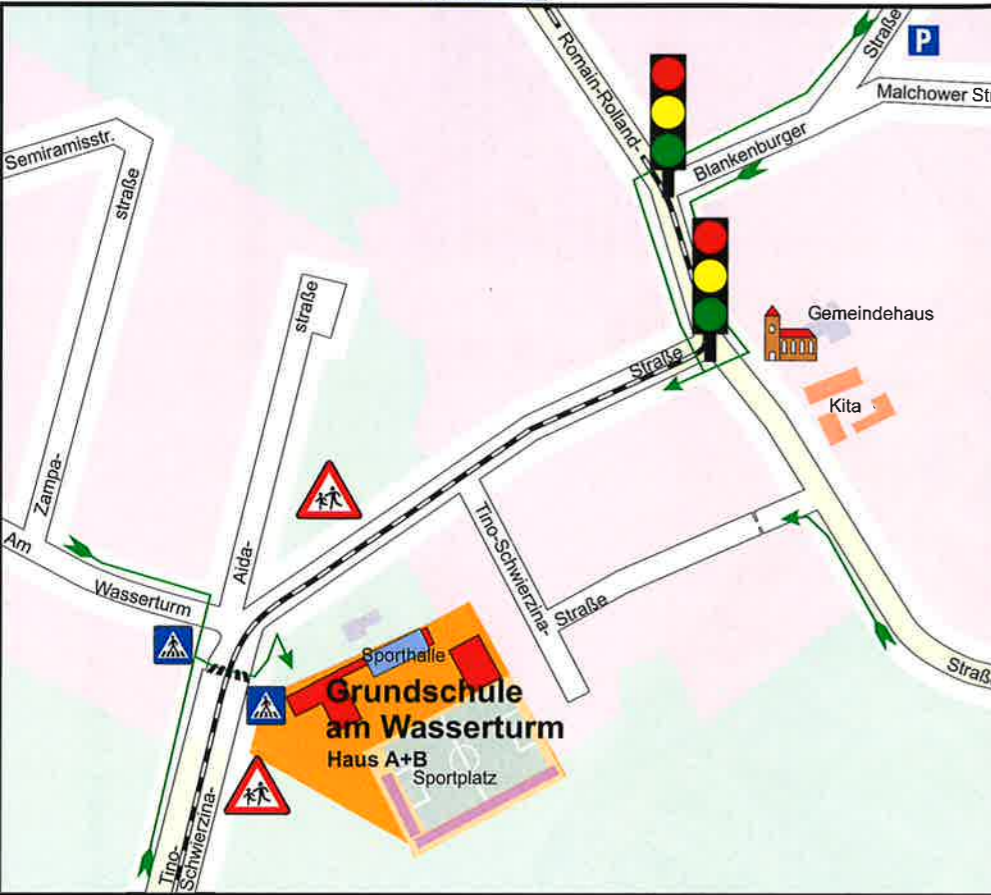 Romain-Rolland-
Straße
P
Malchower Str
Blankenburger
Semiramisstr.
straße
straße
Gemeindehaus
Straße
Kita
Zampa-
Am
Wasserturm
Aida-
Tino-Schwierzina-
Straße
Straß
Sporthalle
Grundschule
am Wasserturm
Haus A+B
Sportplatz
Tino-
Schwierzina-